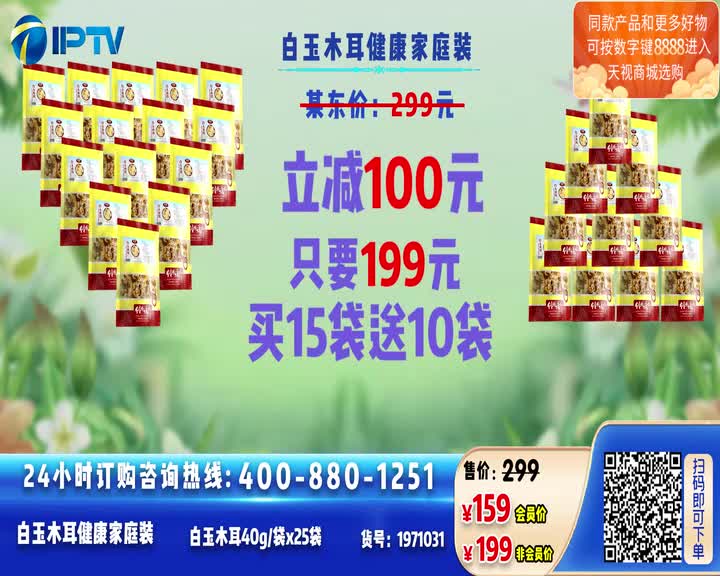 IPTV
白玉木耳健康家庭装
某东价：299元
立减100元
只要199元
买15袋送10袋
同款产品和更多好物
可按数字键8888进入
天视商城选购
24小时订购咨询热线:400-880-1251
白玉木耳健康家庭装 白玉木耳40g/袋x25袋 货号：1971031
售价：299
¥159会员价
¥199非会员价
扫码即可下单